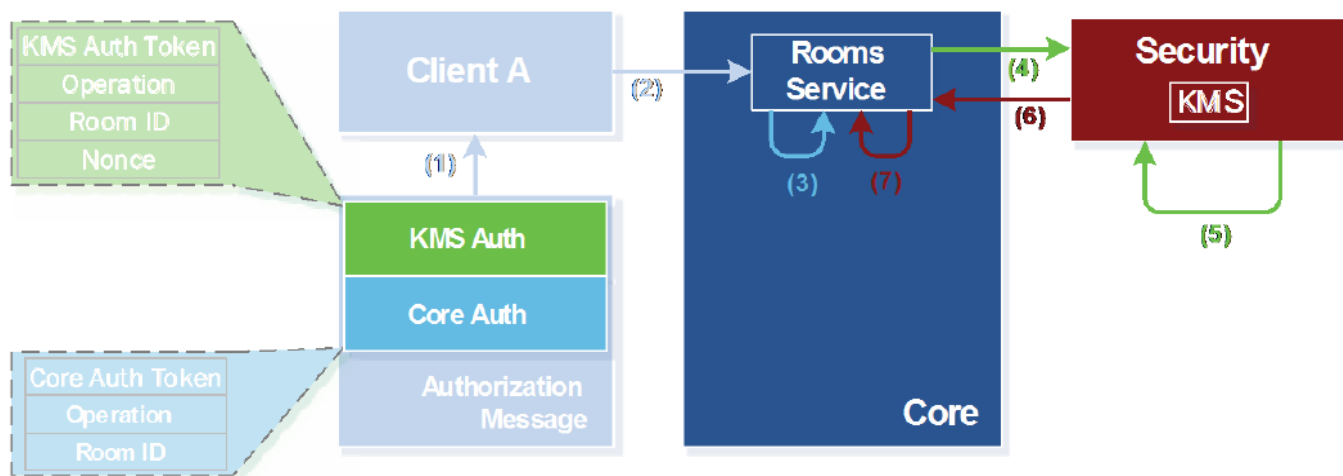 KMS Auth Token
Operation
Room ID
Nonce
Client A
(1)
(2)
Rooms
Service
(3)
(7)
(4)
(6)
Security
KMS
(5)
KMS Auth
Core Auth
Authorization
Message
Core Auth Token
Operation
Room ID
Core